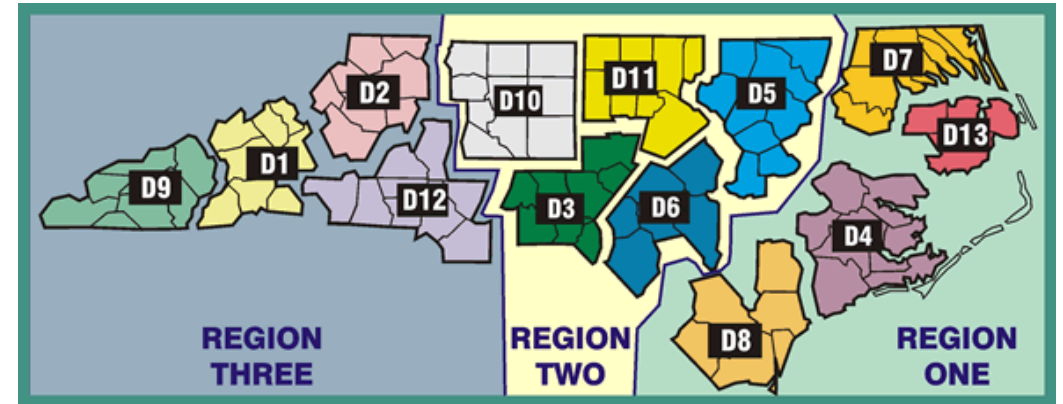 D7
D11
D2
D5
D10
D13
D1
D9
D12
D3
D6
D4
D8
REGION
THREE
REGION
TWO
REGION
ONE